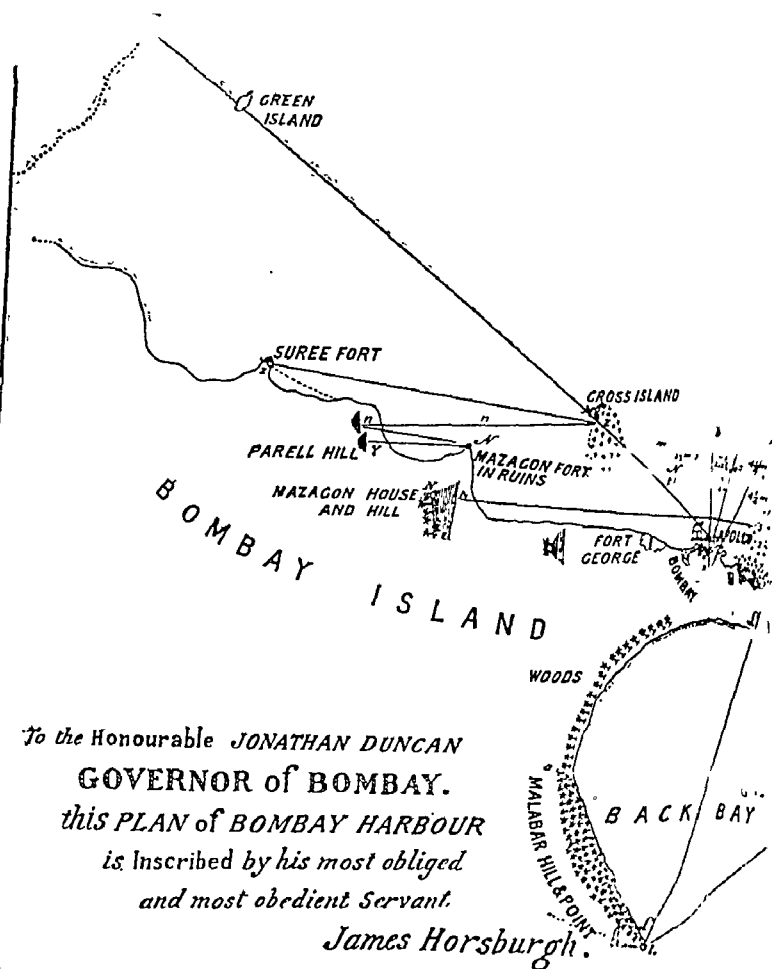 GREEN
ISLAND
SUREE FORT
CROSS ISLAND
PARELL HILL
n
n
Y
N
MAZAGON FORT
IN RUINS
MAZAGON HOUSE
AND HILL
FORT
GEORGE
APOLLO
BOMBAY
BOMBAY ISLAND
WOODS
BACK BAY
MALABAR HILL & POINT
To the Honourable JONATHAN DUNCAN
GOVERNOR of BOMBAY.
this PLAN of BOMBAY HARBOUR
is Inscribed by his most obliged
and most obedient Servant.
James Horsburgh.